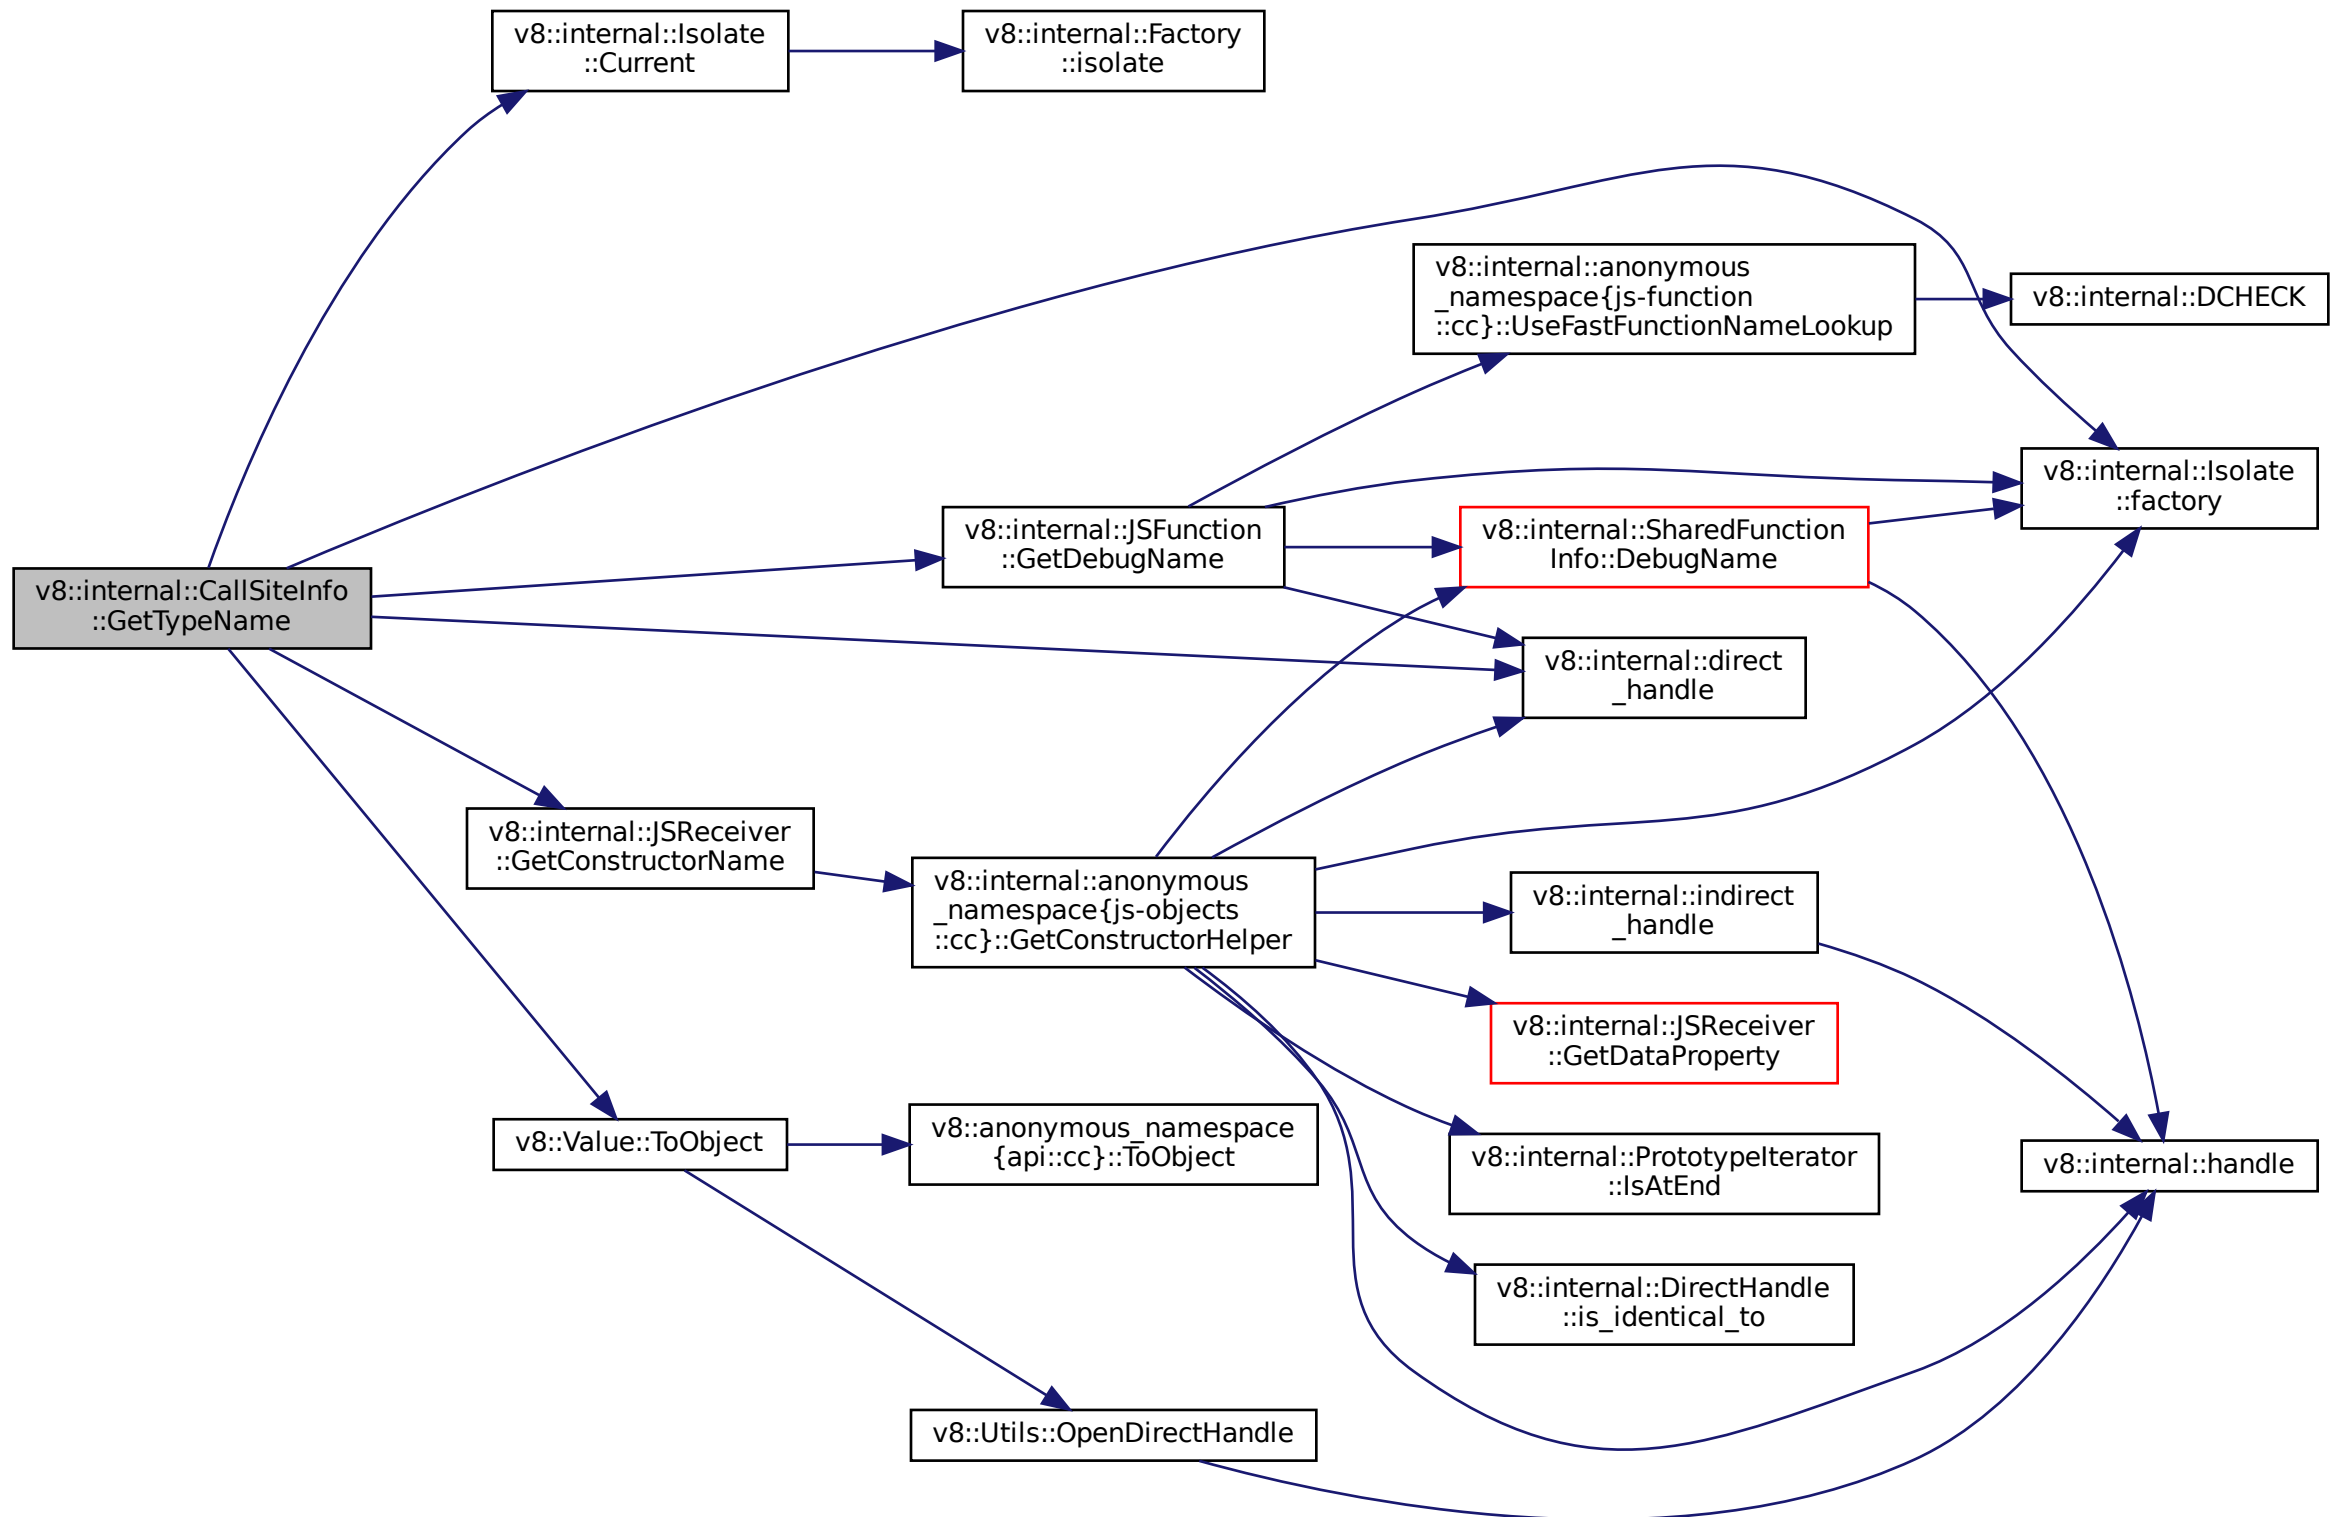 v8::internal::Isolate
::Current
v8::internal::Factory
::isolate
v8::internal::anonymous
_namespace{js-function
::cc}::UseFastFunctionNameLookup
v8::internal::DCHECK
v8::internal::Isolate
::factory
v8::internal::JSFunction
::GetDebugName
v8::internal::SharedFunction
Info::DebugName
v8::internal::CallSiteInfo
::GetTypeName
v8::internal::direct
_handle
v8::internal::JSReceiver
::GetConstructorName
v8::internal::anonymous
_namespace{js-objects
::cc}::GetConstructorHelper
v8::internal::indirect
_handle
v8::internal::JSReceiver
::GetDataProperty
v8::Value::ToObject
v8::anonymous_namespace
{api::cc}::ToObject
v8::internal::PrototypeIterator
::IsAtEnd
v8::internal::handle
v8::internal::DirectHandle
::is_identical_to
v8::Utils::OpenDirectHandle